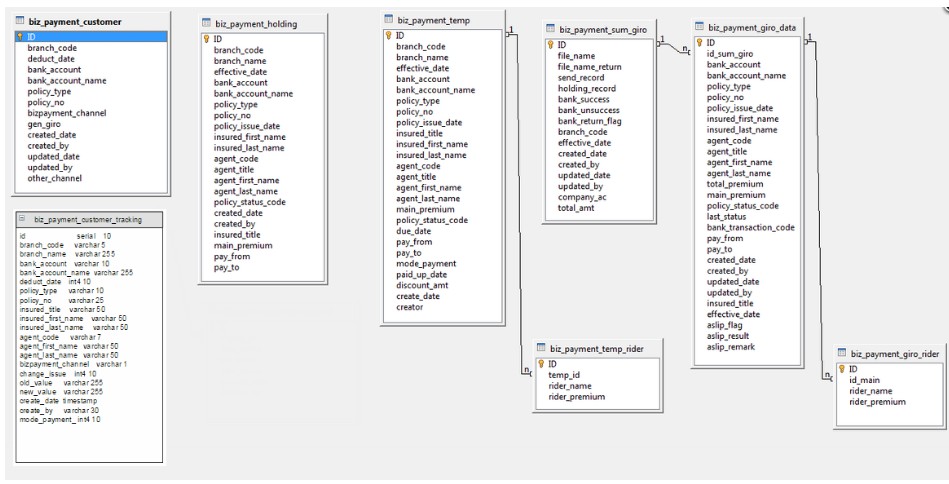 biz_payment_customer
ID
branch_code
deduct_date
bank_account
bank_account_name
policy_type
policy_no
bizpayment_channel
gen_giro
created_date
created_by
updated_date
updated_by
other_channel
biz_payment_customer_tracking
id serial 10
branch_code varchar 5
branch_name varchar 255
bank_account varchar 10
bank_account_name varchar 255
deduct_date int4 10
policy_type varchar 10
policy_no varchar 25
insured_title varchar 50
insured_first_name varchar 50
insured_last_name varchar 50
agent_code varchar 7
agent_first_name varchar 50
agent_last_name varchar 50
bizpayment_channel varchar 1
change_issue int4 10
old_value varchar 255
new_value varchar 255
create_date timestamp
create_by varchar 30
mode_payment_int4 10
biz_payment_holding
ID
branch_code
branch_name
effective_date
bank_account
bank_account_name
policy_type
policy_no
policy_issue_date
insured_first_name
insured_last_name
agent_code
agent_title
agent_first_name
agent_last_name
policy_status_code
created_date
created_by
insured_title
main_premium
pay_from
pay_to
biz_payment_temp
ID
branch_code
branch_name
effective_date
bank_account
bank_account_name
policy_type
policy_no
policy_issue_date
insured_title
insured_first_name
insured_last_name
agent_code
agent_title
agent_first_name
agent_last_name
main_premium
policy_status_code
due_date
pay_from
pay_to
mode_payment
paid_up_date
discount_amt
create_date
creator
1
n
biz_payment_temp_rider
ID
temp_id
rider_name
rider_premium
biz_payment_sum_giro
ID
file_name
file_name_return
send_record
holding_record
bank_success
bank_unsuccess
bank_return_flag
branch_code
effective_date
created_date
created_by
updated_date
updated_by
company_ac
total_amt
1
n
biz_payment_giro_data
ID
id_sum_giro
bank_account
bank_account_name
policy_type
policy_no
policy_issue_date
insured_first_name
insured_last_name
agent_code
agent_title
agent_first_name
agent_last_name
total_premium
main_premium
policy_status_code
last_status
bank_transaction_code
pay_from
pay_to
created_date
created_by
updated_date
updated_by
insured_title
effective_date
aslip_flag
aslip_result
aslip_remark
1
n
biz_payment_giro_rider
ID
id_main
rider_name
rider_premium